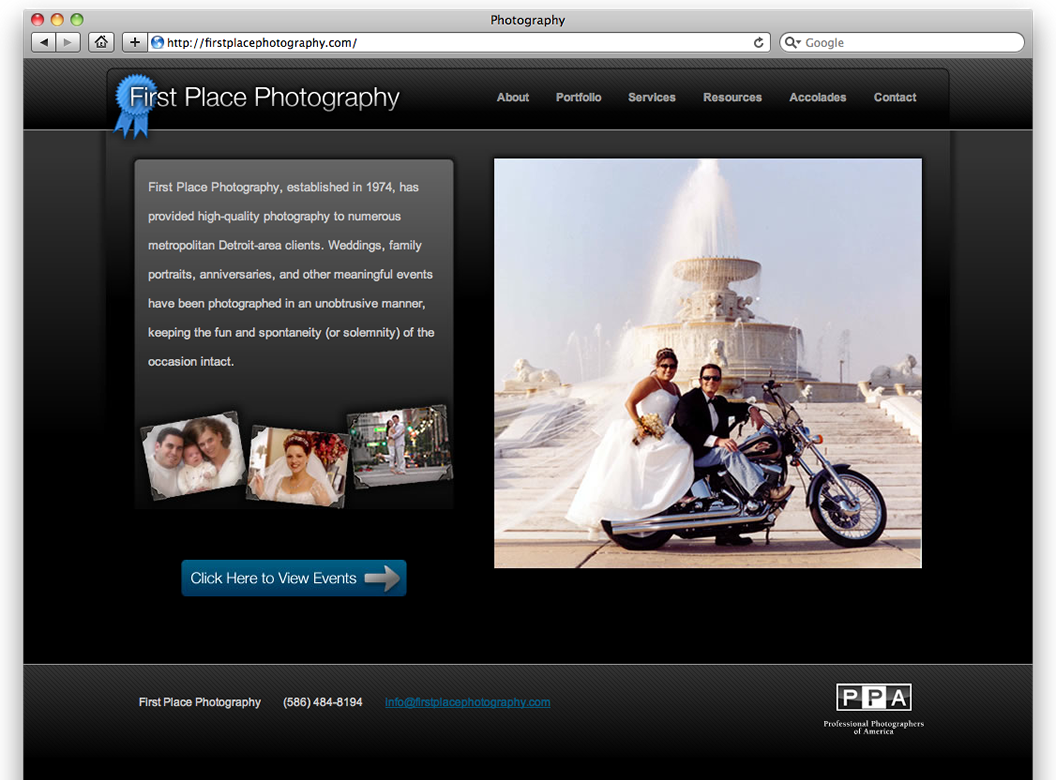 Photography
http://firstplacephotography.com/
Google
First Place Photography
About Portfolio Services Resources Accolades Contact
First Place Photography, established in 1974, has
provided high-quality photography to numerous
metropolitan Detroit-area clients. Weddings, family
portraits, anniversaries, and other meaningful events
have been photographed in an unobtrusive manner,
keeping the fun and spontaneity (or solemnity) of the
occasion intact.
Click Here to View Events
First Place Photography (586) 484-8194 info@firstplacephotography.com
PPA
Professional Photographers
of America